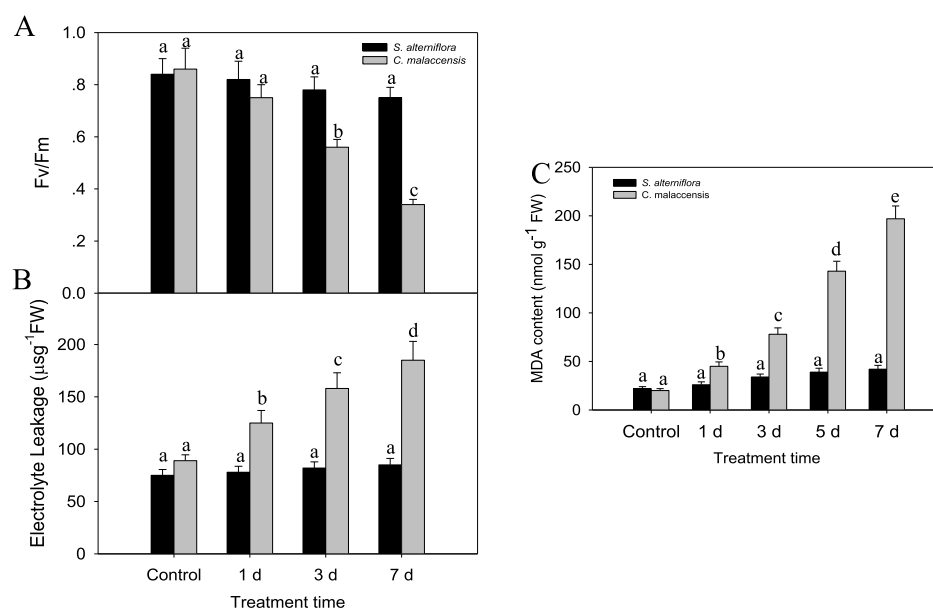 A
1.0
.8
.6
.4
.2
0.0
Fv/Fm
S. alterniflora
C. malaccensis
a a a a a b a c
B
200
150
100
50
0
Electrolyte Leakage (μsg⁻¹FW)
a a a b a c a d
Control 1 d 3 d 7 d
Treatment time
C
250
200
150
100
50
0
MDA content (nmol g⁻¹ FW)
S. alterniflora
C. malaccensis
a a a b a c a d a e
Control 1 d 3 d 5 d 7 d
Treatment time